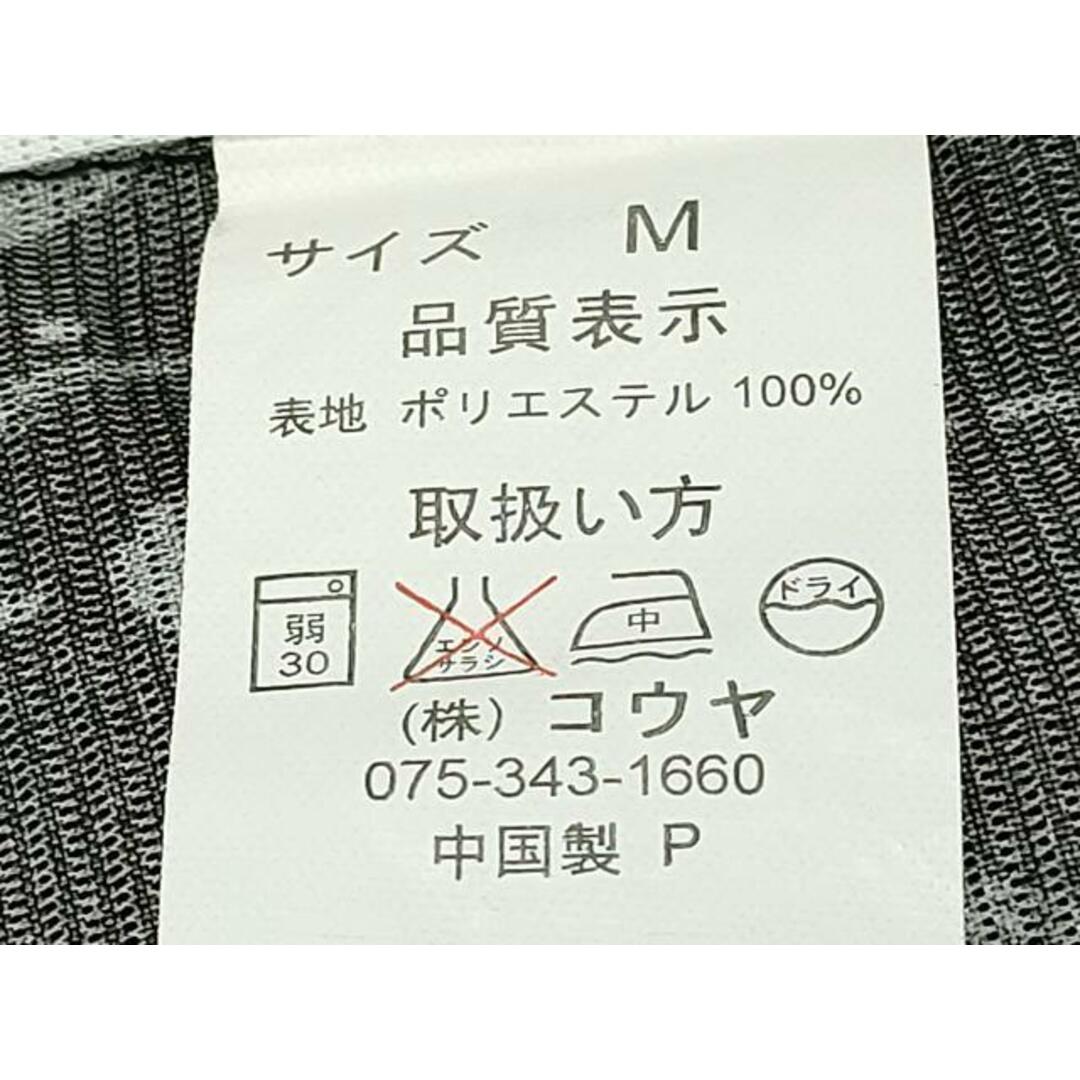 サイズ M
品質表示
表地 ポリエステル 100%
取扱い方
弱 30 エンソ サラシ 中 ドライ
(株) コウヤ
075-343-1660
中国製 P